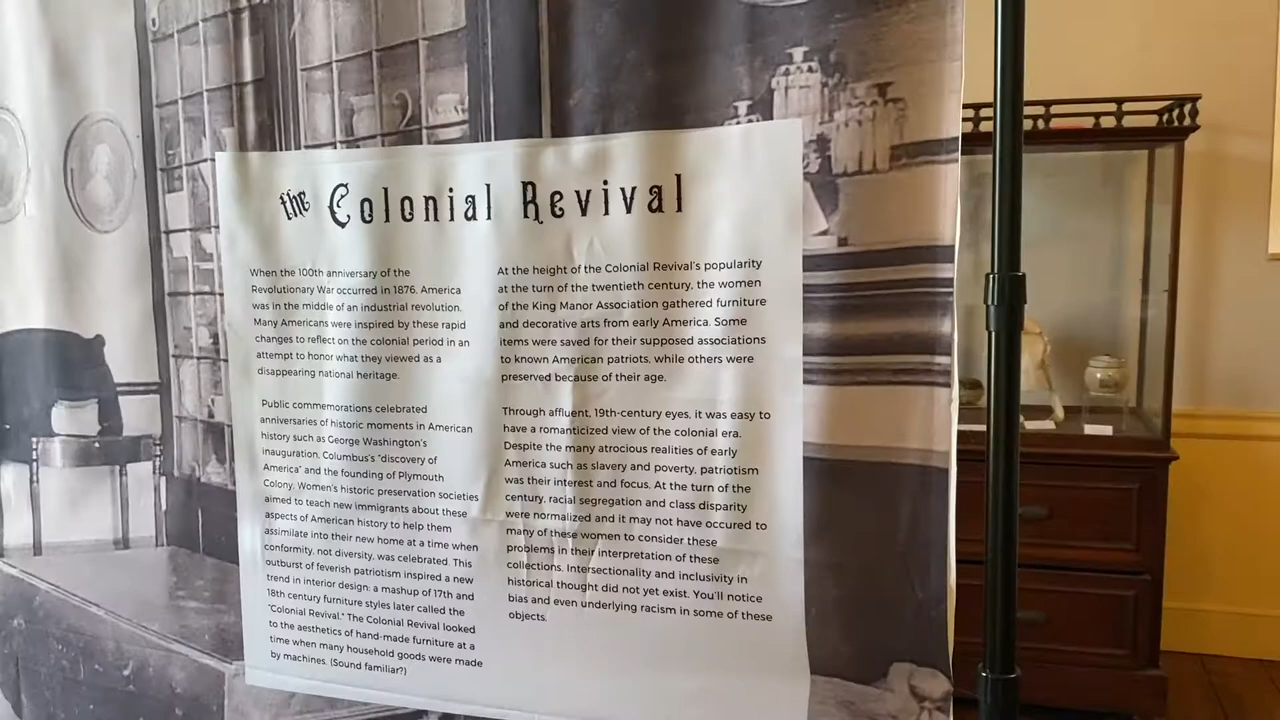 the Colonial Revival
When the 100th anniversary of the
Revolutionary War occurred in 1876, America
was in the middle of an industrial revolution.
Many Americans were inspired by these rapid
changes to reflect on the colonial period in an
attempt to honor what they viewed as a
disappearing national heritage.
Public commemorations celebrated
anniversaries of historic moments in American
history such as George Washington's
inauguration, Columbus's "discovery of
America" and the founding of Plymouth
Colony. Women's historic preservation societies
aimed to teach new immigrants about these
aspects of American history to help them
assimilate into their new home at a time when
conformity, not diversity, was celebrated. This
outburst of feverish patriotism inspired a new
trend in interior design: a mashup of 17th and
18th century furniture styles later called the
"Colonial Revival." The Colonial Revival looked
to the aesthetics of hand-made furniture at a
time when many household goods were made
by machines. (Sound familiar?)
At the height of the Colonial Revival's popularity
at the turn of the twentieth century, the women
of the King Manor Association gathered furniture
and decorative arts from early America. Some
items were saved for their supposed associations
to known American patriots, while others were
preserved because of their age.
Through affluent, 19th-century eyes, it was easy to
have a romanticized view of the colonial era.
Despite the many atrocious realities of early
America such as slavery and poverty, patriotism
was their interest and focus. At the turn of the
century, racial segregation and class disparity
were normalized and it may not have occured to
many of these women to consider these
problems in their interpretation of these
collections. Intersectionality and inclusivity in
historical thought did not yet exist. You'll notice
bias and even underlying racism in some of these
objects.